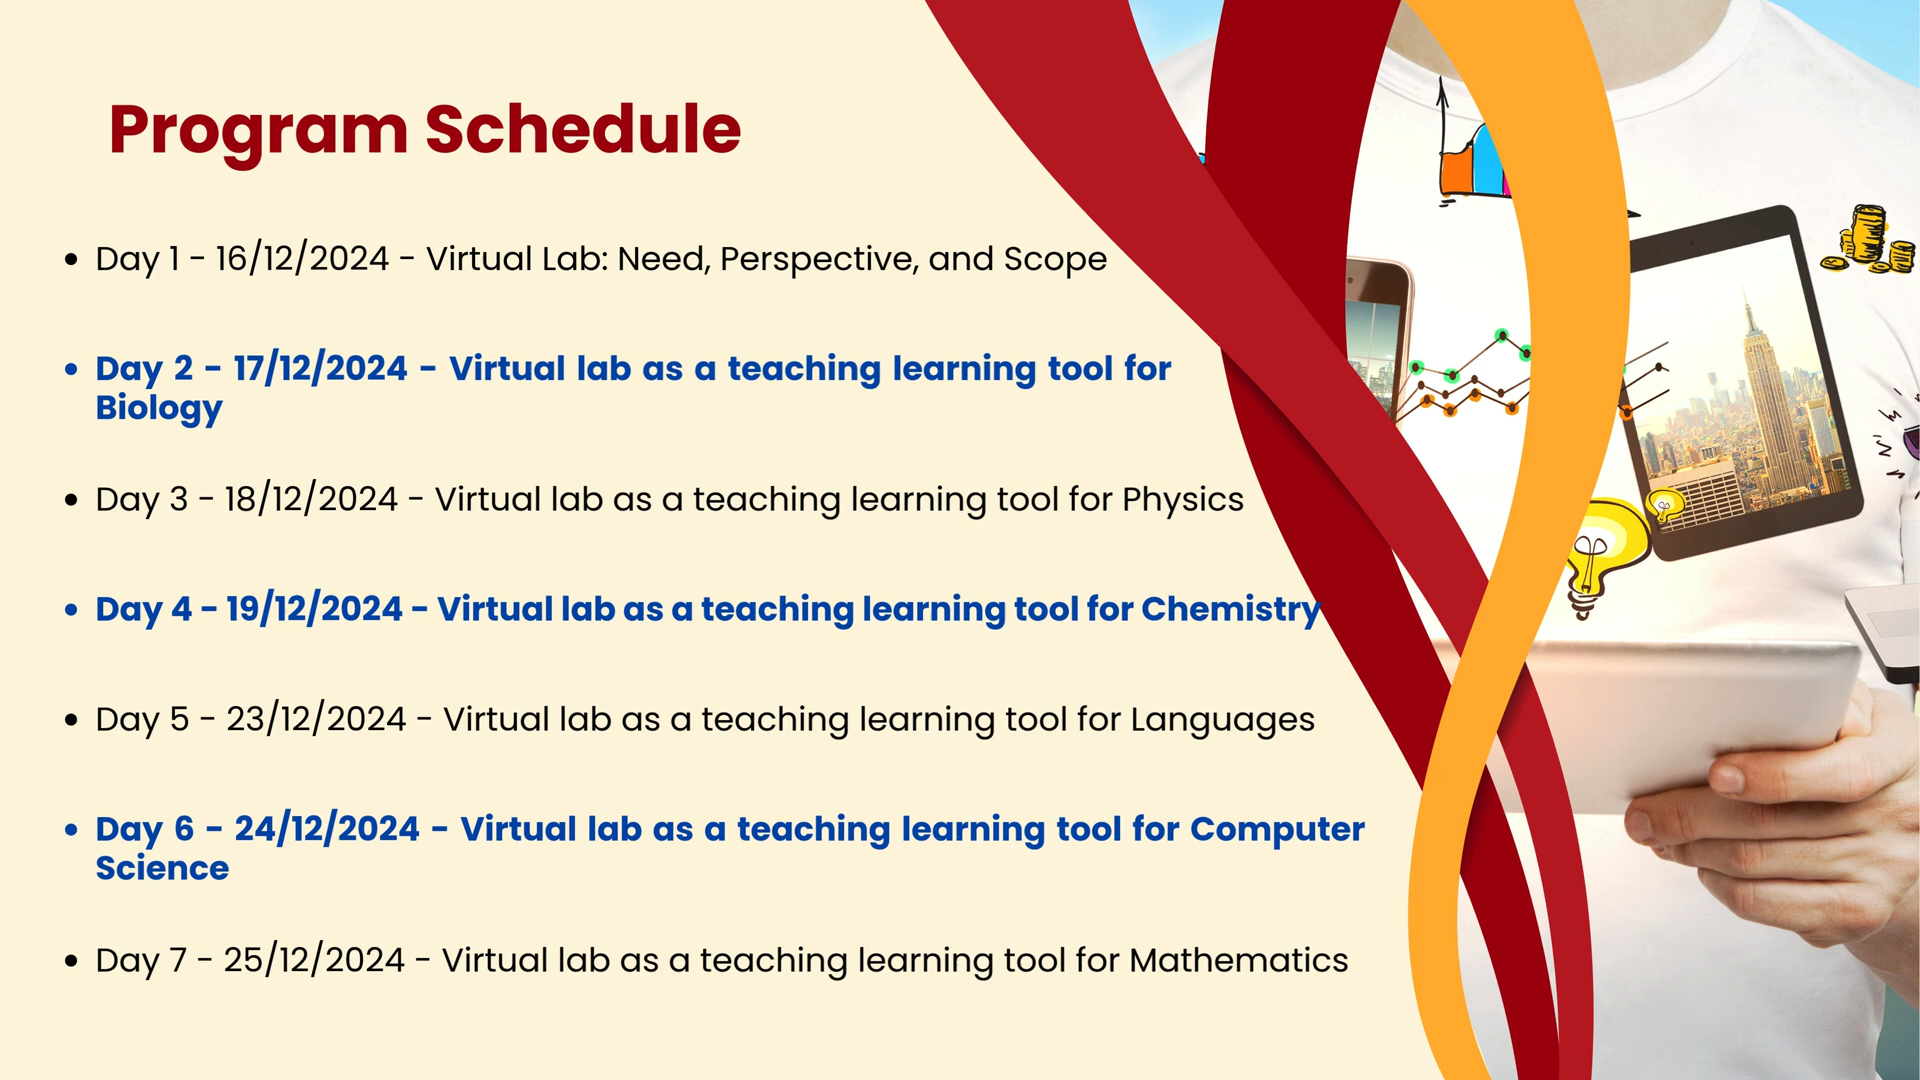 Program Schedule
• Day 1 - 16/12/2024 - Virtual Lab: Need, Perspective, and Scope
• Day 2 - 17/12/2024 - Virtual lab as a teaching learning tool for
Biology
• Day 3 - 18/12/2024 - Virtual lab as a teaching learning tool for Physics
• Day 4 - 19/12/2024 - Virtual lab as a teaching learning tool for Chemistry
• Day 5 - 23/12/2024 - Virtual lab as a teaching learning tool for Languages
• Day 6 - 24/12/2024 - Virtual lab as a teaching learning tool for Computer
Science
• Day 7 - 25/12/2024 - Virtual lab as a teaching learning tool for Mathematics